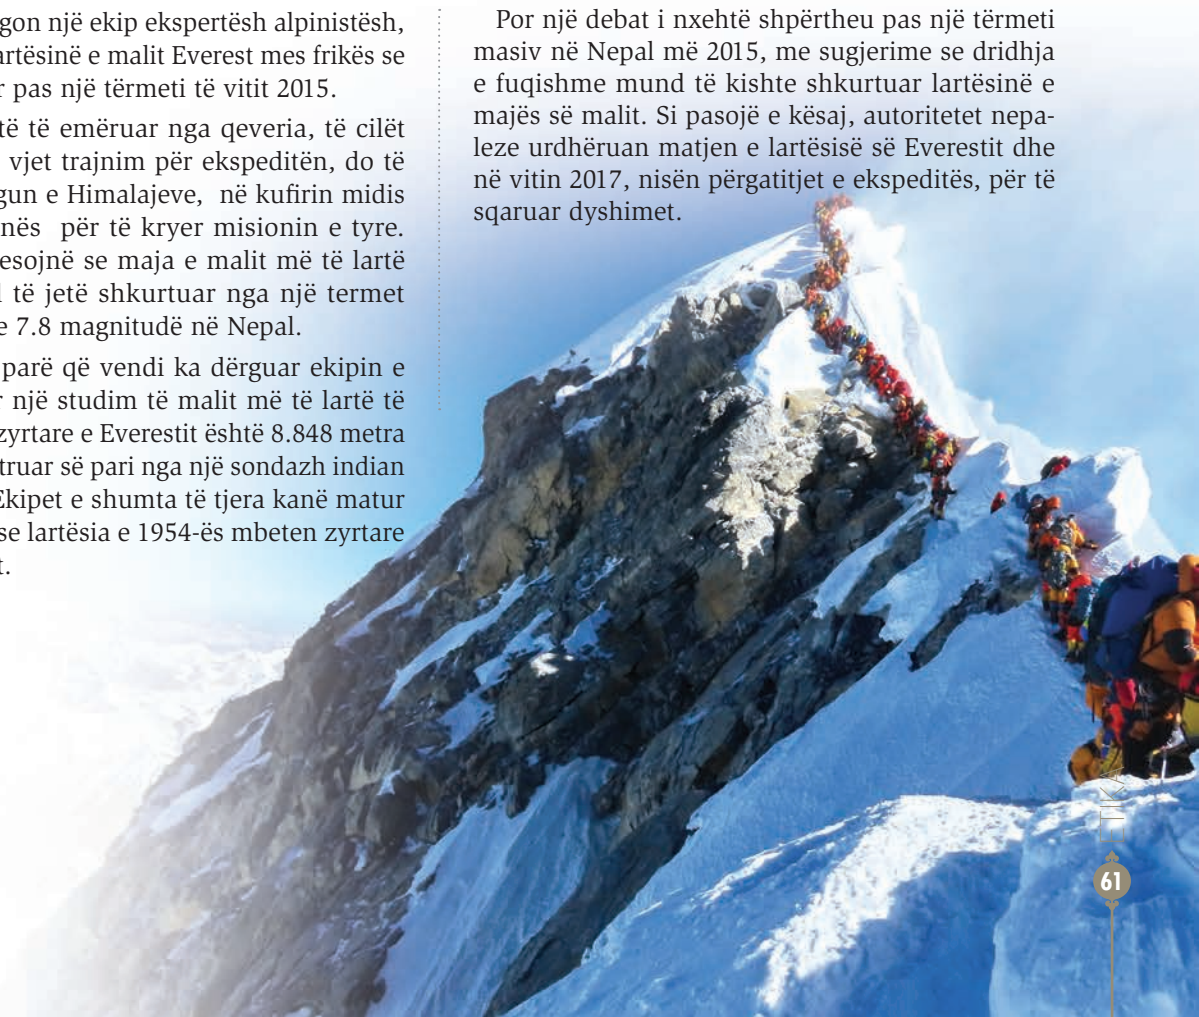 gon një ekip ekspertësh alpinistësh,
artësinë e malit Everest mes frikës se
r pas një tërmeti të vitit 2015.
të të emëruar nga qeveria, të cilët
vjet trajnim për ekspeditën, do të
gun e Himalajeve, në kufirin midis
nës për të kryer misionin e tyre.
esojnë se maja e malit më të lartë
l të jetë shkurtuar nga një termet
e 7.8 magnitudë në Nepal.
parë që vendi ka dërguar ekipin e
r një studim të malit më të lartë të
zyrtare e Everestit është 8.848 metra
truar së pari nga një sondazh indian
Ekipet e shumta të tjera kanë matur
se lartësia e 1954-ës mbeten zyrtare
t.
Por një debat i nxehtë shpërtheu pas një tërmeti
masiv në Nepal më 2015, me sugjerime se dridhja
e fuqishme mund të kishte shkurtuar lartësinë e
majës së malit. Si pasojë e kësaj, autoritetet nepa-
leze urdhëruan matjen e lartësisë së Everestit dhe
në vitin 2017, nisën përgatitjet e ekspeditës, për të
sqaruar dyshimet.
ETIKA
61